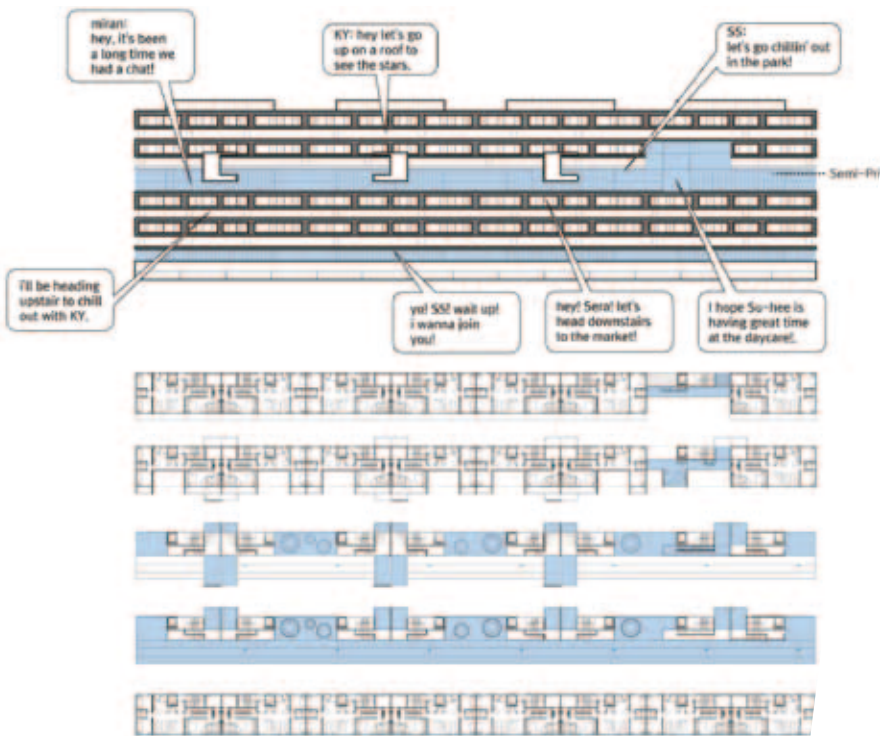 miran:
hey, it's been
a long time we
had a chat!
KY: hey let's go
up on a roof to
see the stars.
SS:
let's go chillin' out
in the park!
Semi-Pri
i'll be heading
upstair to chill
out with KY.
yo! SS! wait up!
i wanna join
you!
hey! Sera! let's
head downstairs
to the market!
I hope Su-hee is
having great time
at the daycare!.